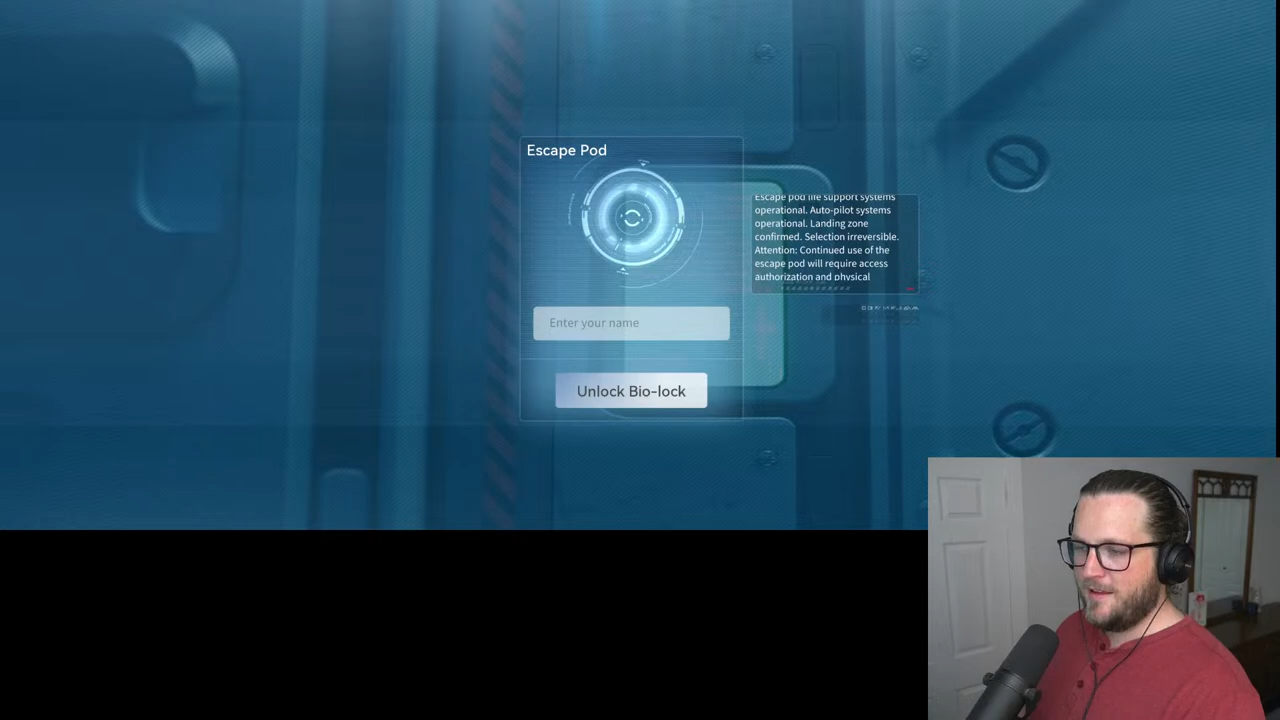 Escape Pod
Escape pod life support systems
operational. Auto-pilot systems
operational. Landing zone
confirmed. Selection irreversible.
Attention: Continued use of the
escape pod will require access
authorization and physical
Enter your name
Unlock Bio-lock